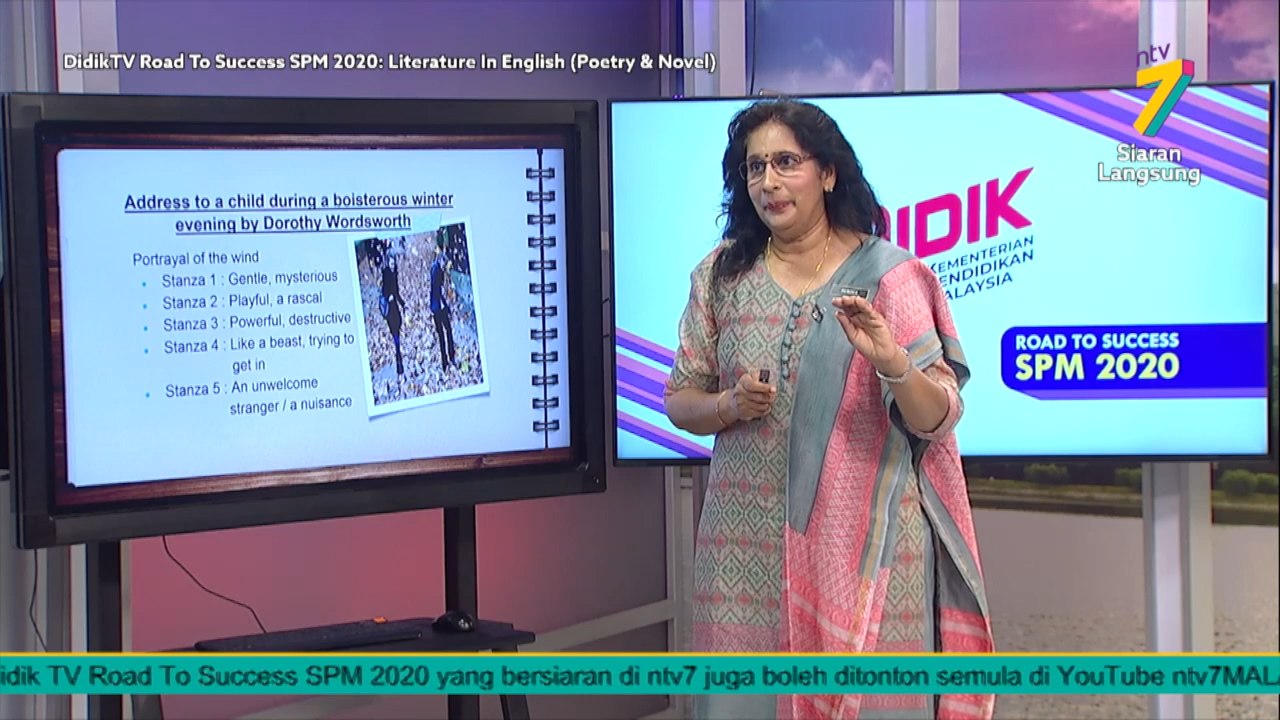 DidikTV Road To Success SPM 2020: Literature In English (Poetry & Novel)
ntv
7
Siaran
Langsung
Address to a child during a boisterous winter
evening by Dorothy Wordsworth
Portrayal of the wind
Stanza 1 : Gentle, mysterious
Stanza 2 : Playful, a rascal
Stanza 3 : Powerful, destructive
Stanza 4 : Like a beast, trying to
get in
Stanza 5 : An unwelcome
stranger / a nuisance
DIDIK
KEMENTERIAN
ENDIDIKAN
ALAYSIA
ROAD TO SUCCESS
SPM 2020
idik TV Road To Success SPM 2020 yang bersiaran di ntv7 juga boleh ditonton semula di YouTube ntv7MALA